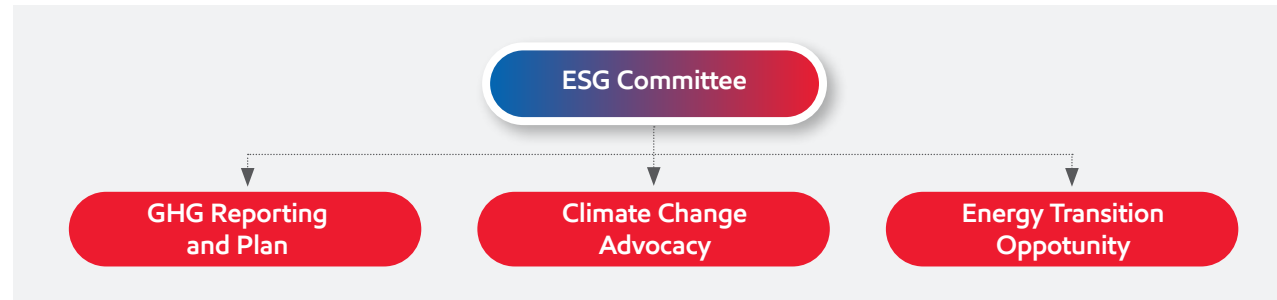 ESG Committee
GHG Reporting
and Plan
Climate Change
Advocacy
Energy Transition
Oppotunity